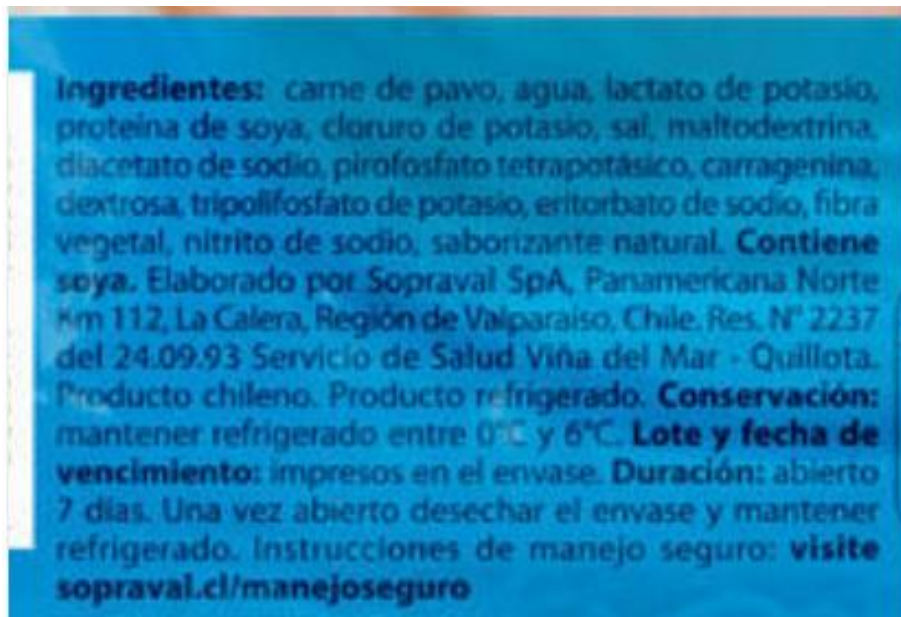 Ingredientes: carne de pavo, agua, lactato de potasio,
proteína de soya, cloruro de potasio, sal, maltodextrina,
diacetato de sodio, pirofosfato tetrapotásico, carragenina,
dextrosa, tripolifosfato de potasio, eritorbato de sodio, fibra
vegetal, nitrito de sodio, saborizante natural. Contiene
soya. Elaborado por Sopraval SpA, Panamericana Norte
Km 112, La Calera, Región de Valparaíso, Chile. Res. N° 2237
del 24.09.93 Servicio de Salud Viña del Mar - Quillota.
Producto chileno. Producto refrigerado. Conservación:
mantener refrigerado entre 0°C y 6°C. Lote y fecha de
vencimiento: impresos en el envase. Duración: abierto
7 días. Una vez abierto desechar el envase y mantener
refrigerado. Instrucciones de manejo seguro: visite
sopraval.cl/manejoseguro